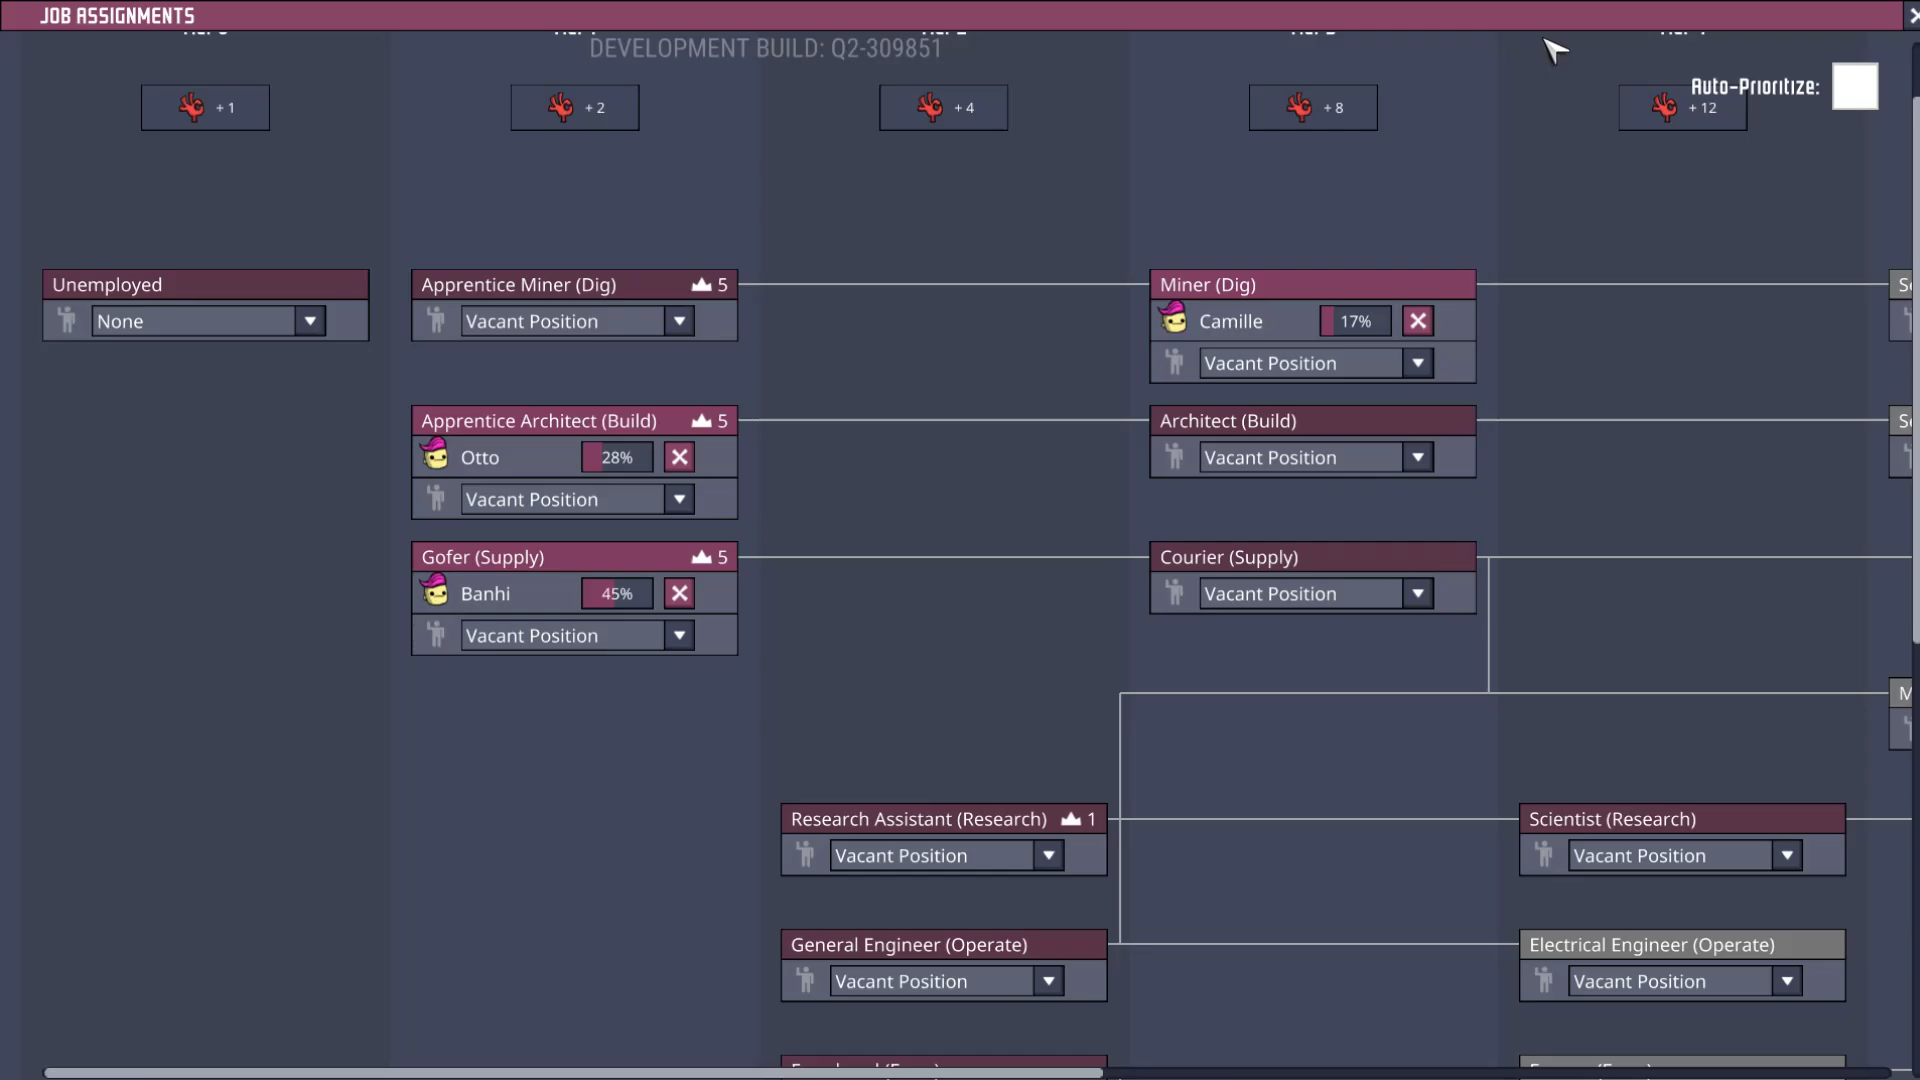 JOB ASSIGNMENTS
DEVELOPMENT BUILD: Q2-309851
Auto-Prioritize:
+ 1
+ 2
+ 4
+ 8
+ 12
Unemployed
None
Apprentice Miner (Dig) 5
Vacant Position
Miner (Dig)
Camille 17%
Vacant Position
Apprentice Architect (Build) 5
Otto 28%
Vacant Position
Architect (Build)
Vacant Position
Gofer (Supply) 5
Banhi 45%
Vacant Position
Courier (Supply)
Vacant Position
Research Assistant (Research) 1
Vacant Position
Scientist (Research)
Vacant Position
General Engineer (Operate)
Vacant Position
Electrical Engineer (Operate)
Vacant Position